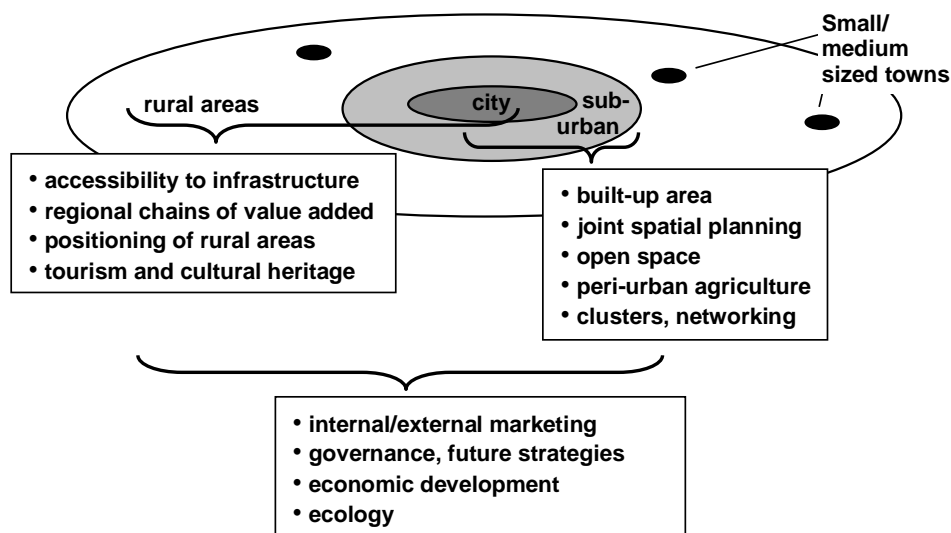 Small/
medium
sized towns
rural areas
city
sub-
urban
• accessibility to infrastructure
• regional chains of value added
• positioning of rural areas
• tourism and cultural heritage
• built-up area
• joint spatial planning
• open space
• peri-urban agriculture
• clusters, networking
• internal/external marketing
• governance, future strategies
• economic development
• ecology